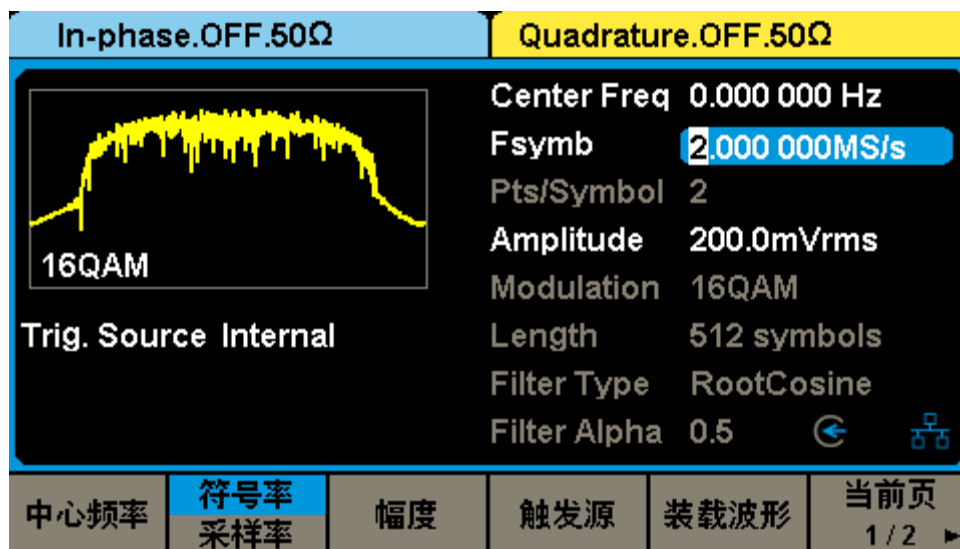 In-phase.OFF.50Ω
Quadrature.OFF.50Ω
16QAM
Trig. Source Internal
Center Freq 0.000 000 Hz
Fsymb 2.000 000MS/s
Pts/Symbol 2
Amplitude 200.0mVrms
Modulation 16QAM
Length 512 symbols
Filter Type RootCosine
Filter Alpha 0.5
中心频率
符号率
采样率
幅度
触发源
装载波形
当前页
1/2